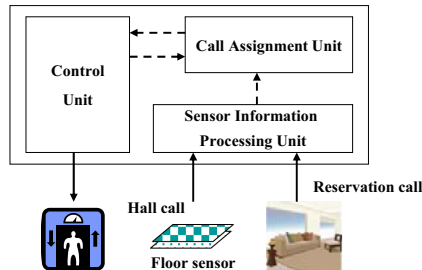 Control
Unit
Call Assignment Unit
Sensor Information
Processing Unit
Reservation call
Hall call
Floor sensor